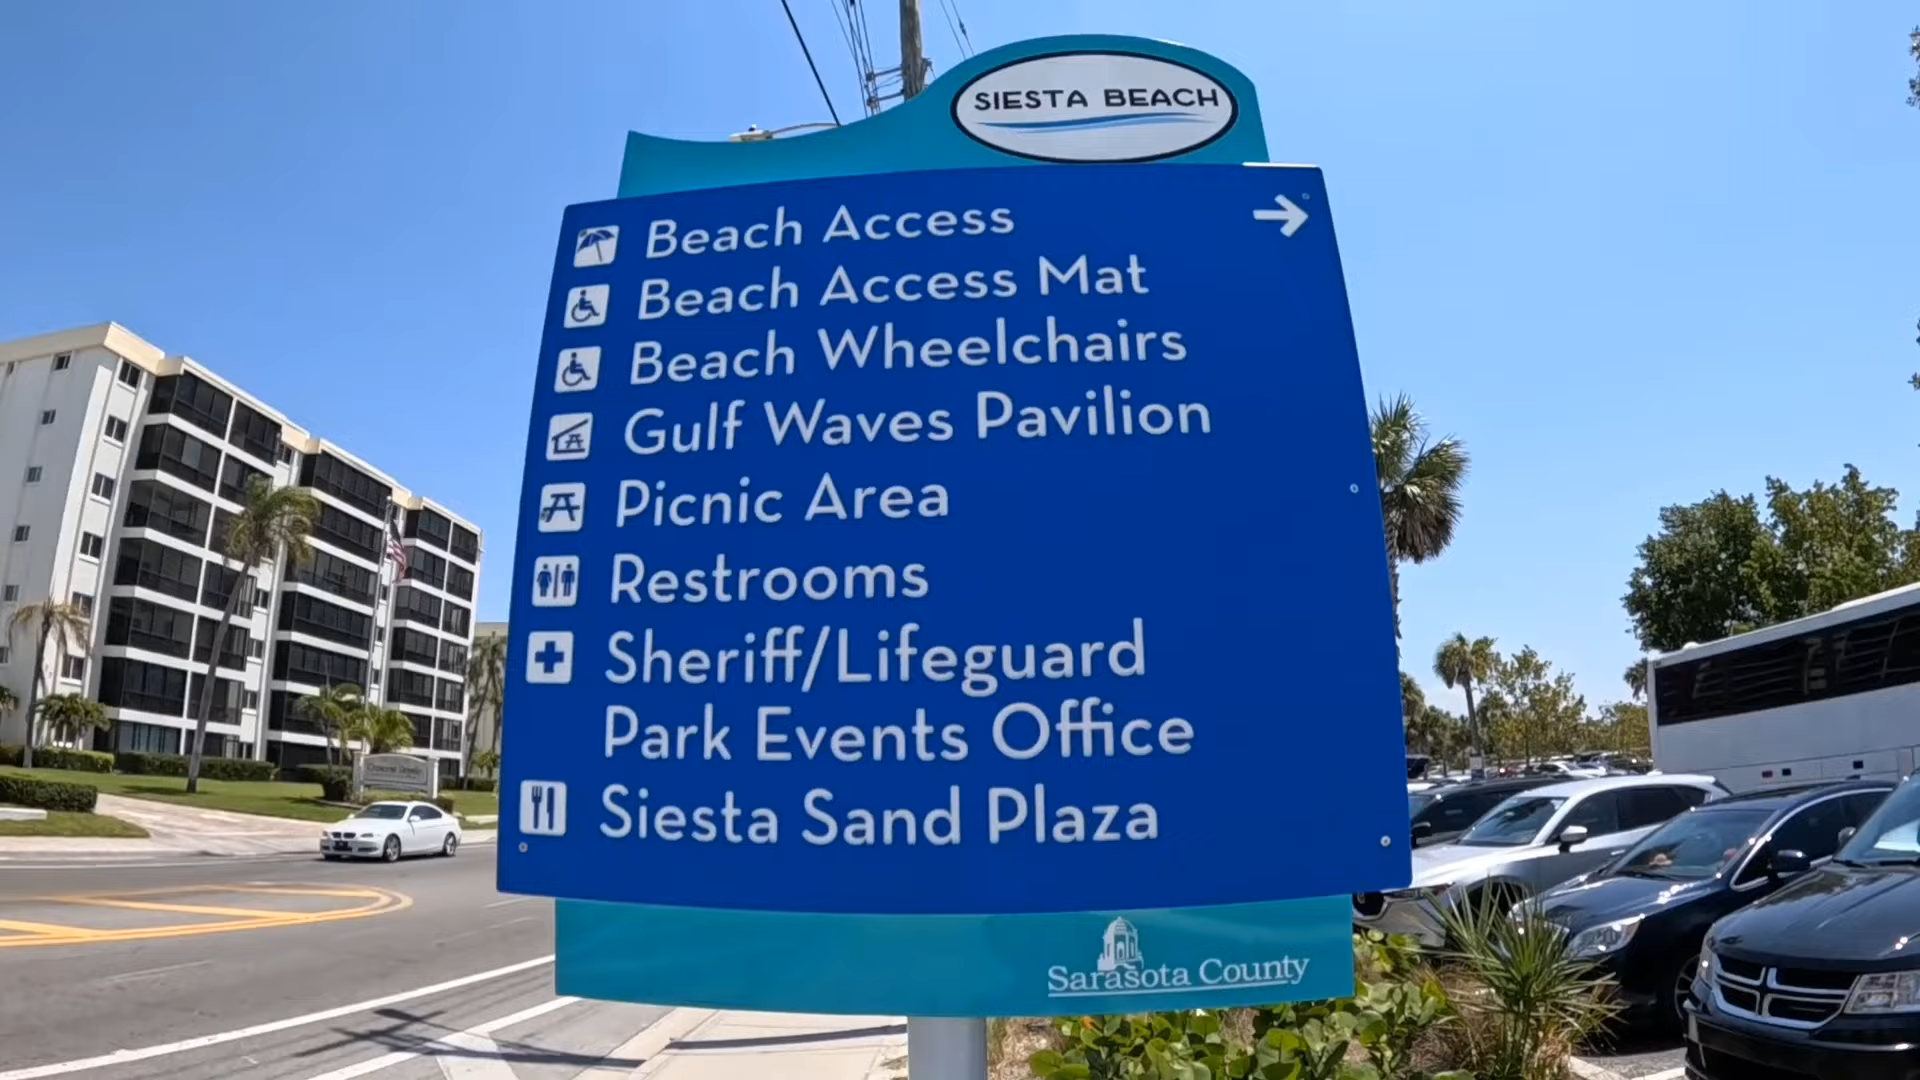 SIESTA BEACH
Beach Access
Beach Access Mat
Beach Wheelchairs
Gulf Waves Pavilion
Picnic Area
Restrooms
Sheriff/Lifeguard
Park Events Office
Siesta Sand Plaza
Sarasota County